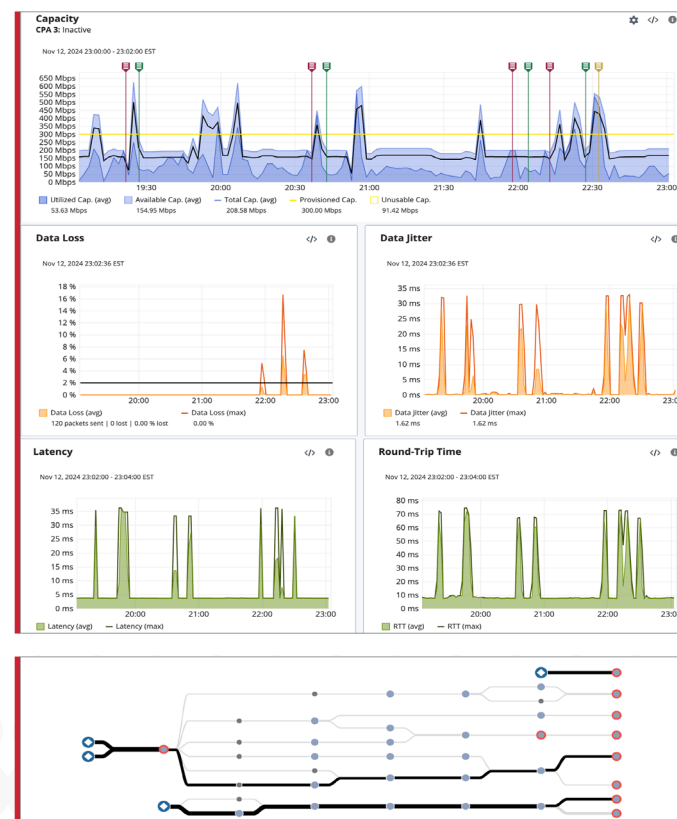 Capacity
CPA 3: Inactive
Nov 12, 2024 23:00:00 - 23:02:00 EST
650 Mbps
600 Mbps
550 Mbps
500 Mbps
450 Mbps
400 Mbps
350 Mbps
300 Mbps
250 Mbps
200 Mbps
150 Mbps
100 Mbps
50 Mbps
0 Mbps
19:30 20:00 20:30 21:00 21:30 22:00 22:30 23:00
Utilized Cap. (avg) Available Cap. (avg) Total Cap. (avg) Provisioned Cap. Unusable Cap.
53.63 Mbps 154.95 Mbps 208.58 Mbps 300.00 Mbps 91.42 Mbps
Data Loss
Nov 12, 2024 23:02:36 EST
18 %
16 %
14 %
12 %
10 %
8 %
6 %
4 %
2 %
0 %
20:00 21:00 22:00 23:00
Data Loss (avg) Data Loss (max)
120 packets sent | 0 lost | 0.00 % lost 0.00 %
Data Jitter
Nov 12, 2024 23:02:36 EST
35 ms
30 ms
25 ms
20 ms
15 ms
10 ms
5 ms
0 ms
20:00 21:00 22:00 23:0
Data Jitter (avg) Data Jitter (max)
1.62 ms 1.62 ms
Latency
Nov 12, 2024 23:02:00 - 23:04:00 EST
35 ms
30 ms
25 ms
20 ms
15 ms
10 ms
5 ms
0 ms
20:00 21:00 22:00 23:00
Latency (avg) Latency (max)
Round-Trip Time
Nov 12, 2024 23:02:00 - 23:04:00 EST
80 ms
70 ms
60 ms
50 ms
40 ms
30 ms
20 ms
10 ms
0 ms
20:00 21:00 22:00 23:0
RTT (avg) RTT (max)